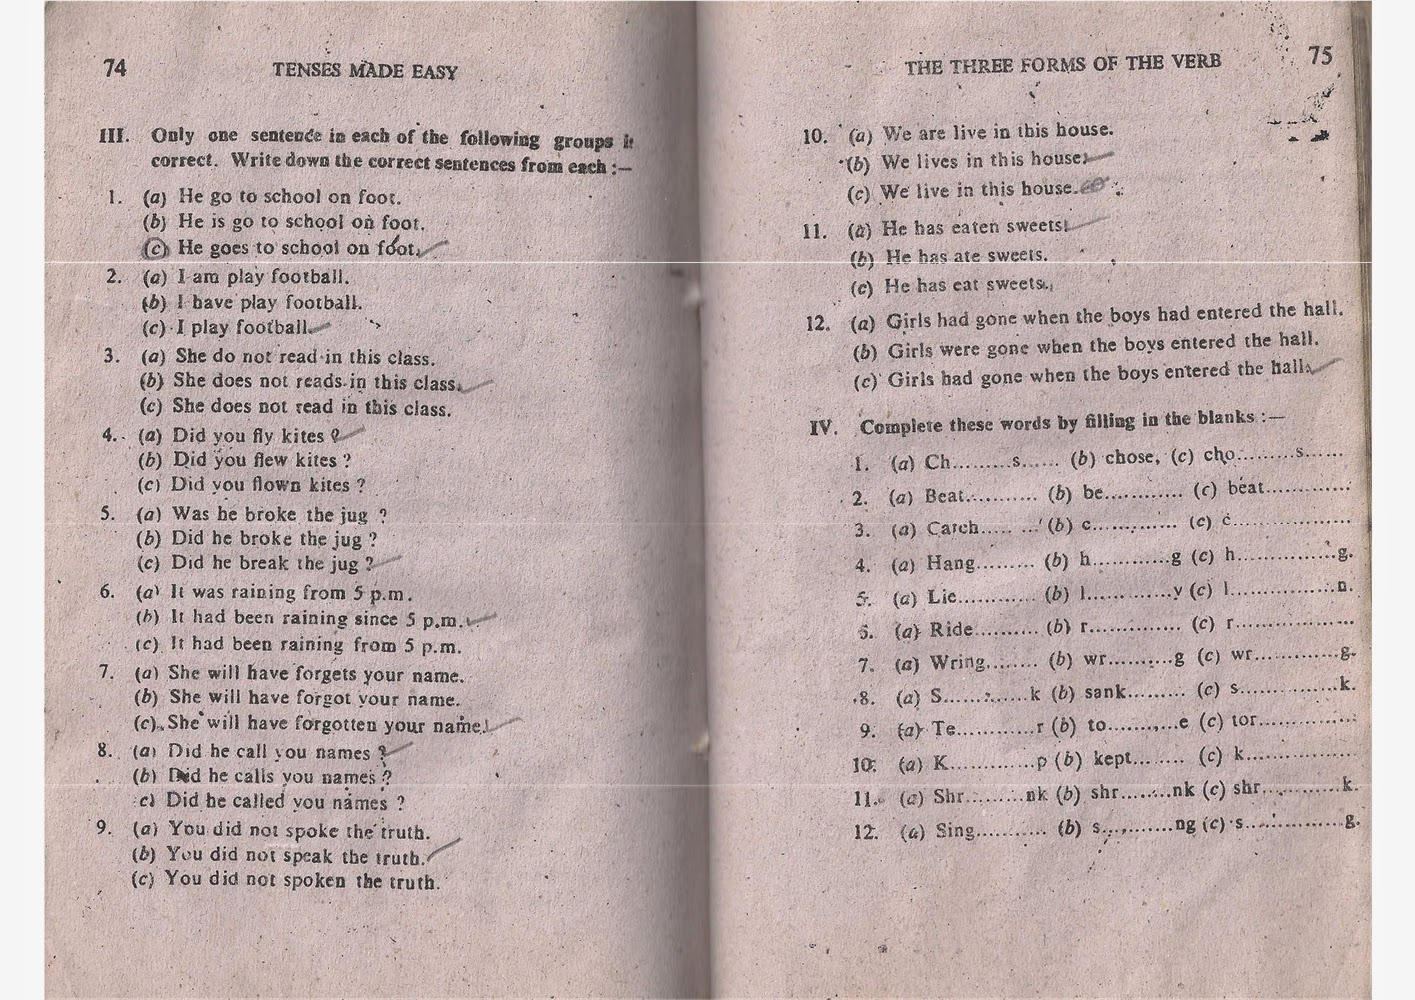 74
TENSES MADE EASY
III. Only one sentence in each of the following groups is
correct. Write down the correct sentences from each :—
1. (a) He go to school on foot.
(b) He is go to school on foot.
(c) He goes to school on foot.
2. (a) I am play football.
(b) I have play football.
(c) I play football.
3. (a) She do not read in this class.
(b) She does not reads in this class.
(c) She does not read in this class.
4. (a) Did you fly kites ?
(b) Did you flew kites ?
(c) Did you flown kites ?
5. (a) Was he broke the jug ?
(b) Did he broke the jug ?
(c) Did he break the jug ?
6. (a) It was raining from 5 p.m.
(b) It had been raining since 5 p.m.
(c) It had been raining from 5 p.m.
7. (a) She will have forgets your name.
(b) She will have forgot your name.
(c) She will have forgotten your name.
8. (a) Did he call you names ?
(b) Did he calls you names ?
(c) Did he called you names ?
9. (a) You did not spoke the truth.
(b) You did not speak the truth.
(c) You did not spoken the truth.
THE THREE FORMS OF THE VERB
75
10. (a) We are live in this house.
(b) We lives in this house.
(c) We live in this house.
11. (a) He has eaten sweets.
(b) He has ate sweets.
(c) He has eat sweets.
12. (a) Girls had gone when the boys had entered the hall.
(b) Girls were gone when the boys entered the hall.
(c) Girls had gone when the boys entered the hall.
IV. Complete these words by filling in the blanks :—
1. (a) Ch.........s...... (b) chose, (c) cho.........s......
2. (a) Beat........... (b) be............ (c) beat.............
3. (a) Catch......... (b) c............. (c) c..................
4. (a) Hang......... (b) h............g (c) h...............g.
5. (a) Lie............ (b) l.............y (c) l................n.
6. (a) Ride.......... (b) r.............. (c) r..................
7. (a) Wring........ (b) wr..........g (c) wr.............g.
8. (a) S.............k (b) sank......... (c) s................k.
9. (a) Te............r (b) to...........e (c) tor..............
10. (a) K.............p (b) kept........ (c) k..................
11. (a) Shr.........nk (b) shr........nk (c) shr.............k.
12. (a) Sing........... (b) s...........ng (c) s................g.